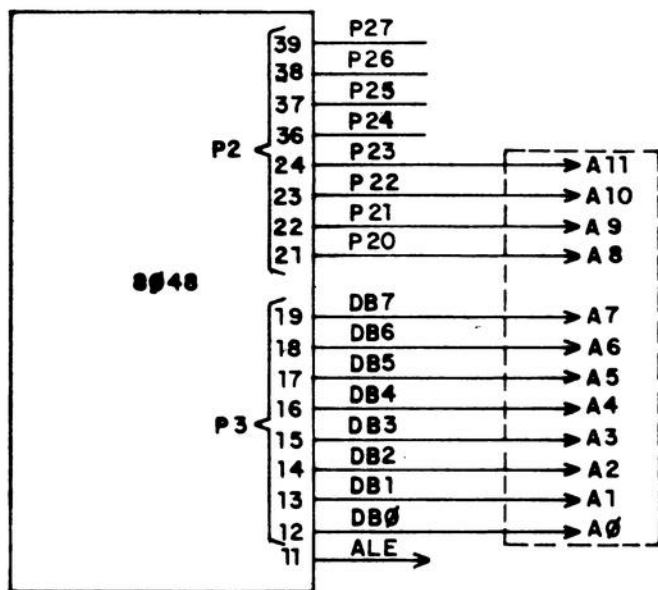 39 P27
38 P26
37 P25
36 P24
P2
24 P23 A11
23 P22 A10
22 P21 A9
21 P20 A8
8Ø48
19 DB7 A7
18 DB6 A6
17 DB5 A5
16 DB4 A4
P3
15 DB3 A3
14 DB2 A2
13 DB1 A1
12 DBØ AØ
11 ALE